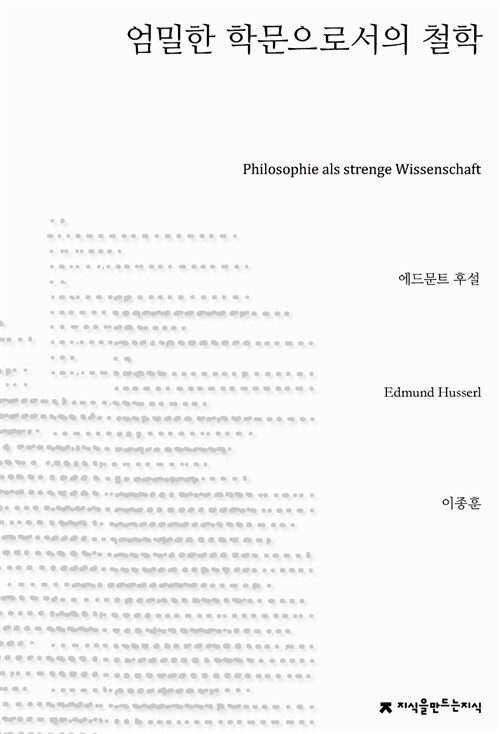 엄밀한 학문으로서의 철학
Philosophie als strenge Wissenschaft
에드문트 후설
Edmund Husserl
이종훈
지식을만드는지식